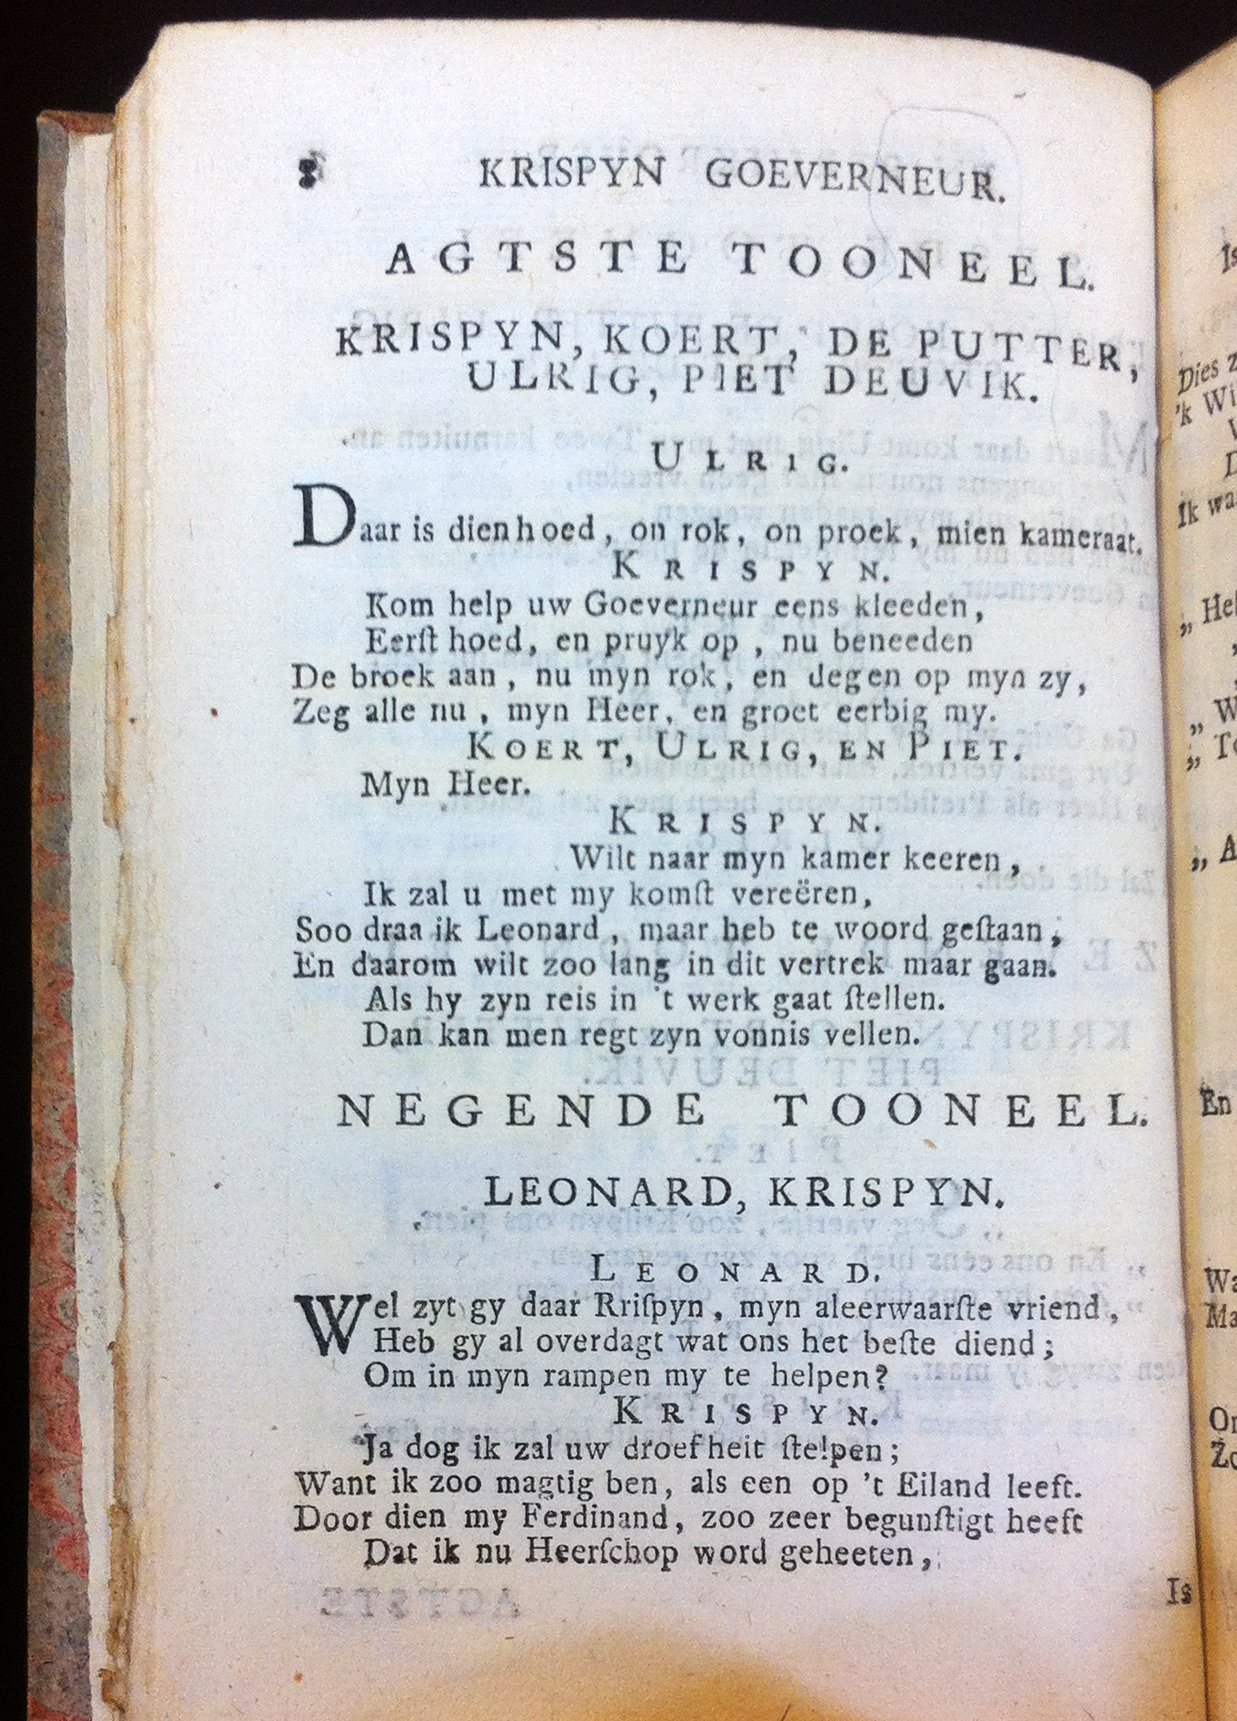 8 KRISPYN GOEVERNEUR.
AGTSTE TOONEEL.
KRISPYN, KOERT, DE PUTTER,
ULRIG, PIET DEUVIK.
ULRIG.
Daar is dienhoed, on rok, on proek, mien kameraat.
KRISPYN.
Kom help uw Goeverneur eens kleeden,
Eerſt hoed, en pruyk op, nu beneeden
De broek aan, nu myn rok, en degen op myn zy,
Zeg alle nu, myn Heer, en groet eerbig my.
KOERT, ULRIG, EN PIET.
Myn Heer.
KRISPYN.
Wilt naar myn kamer keeren,
Ik zal u met my komſt vereëren,
Soo draa ik Leonard, maar heb te woord geſtaan,
En daarom wilt zoo lang in dit vertrek maar gaan.
Als hy zyn reis in 't werk gaat ſtellen.
Dan kan men regt zyn vonnis vellen.
NEGENDE TOONEEL.
LEONARD, KRISPYN.
LEONARD.
Wel zyt gy daar Rriſpyn, myn aleerwaarſte vriend,
Heb gy al overdagt wat ons het beſte diend;
Om in myn rampen my te helpen?
KRISPYN.
Ja dog ik zal uw droefheit ſtelpen;
Want ik zoo magtig ben, als een op 't Eiland leeft.
Door dien my Ferdinand, zoo zeer begunſtigt heeft
Dat ik nu Heerſchop word geheeten,
Is